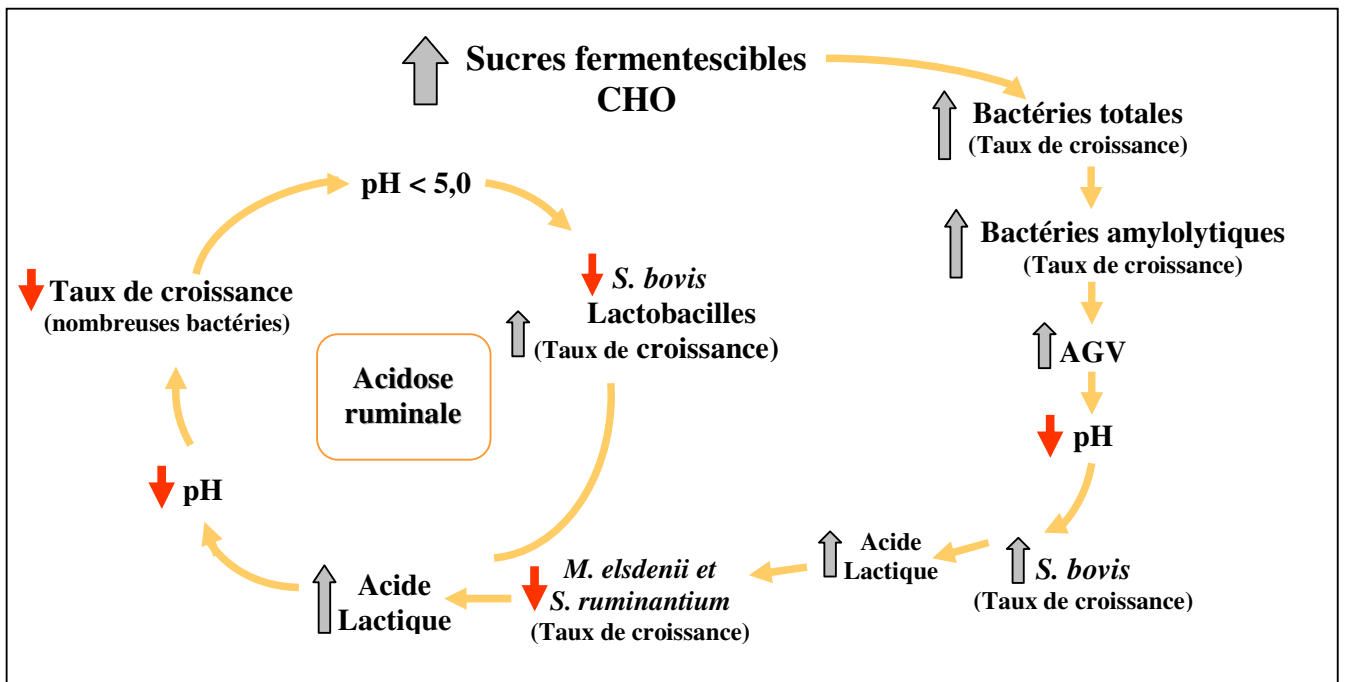 Sucres fermentescibles
CHO
Bactéries totales
(Taux de croissance)
Bactéries amylolytiques
(Taux de croissance)
AGV
pH
S. bovis
(Taux de croissance)
Acide
Lactique
M. elsdenii et
S. ruminantium
(Taux de croissance)
Acide
Lactique
pH
Taux de croissance
(nombreuses bactéries)
pH < 5,0
S. bovis
Lactobacilles
(Taux de croissance)
Acidose
ruminale